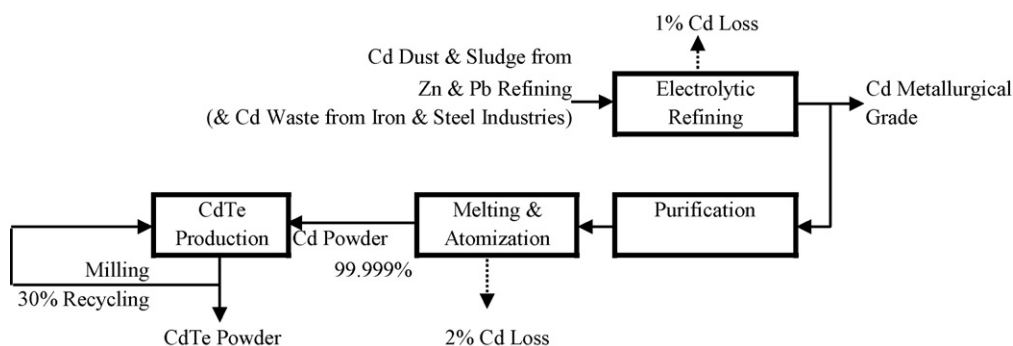 1% Cd Loss
Cd Dust & Sludge from
Zn & Pb Refining
(& Cd Waste from Iron & Steel Industries)
Electrolytic
Refining
Cd Metallurgical
Grade
CdTe
Production
Cd Powder
99.999%
Melting &
Atomization
Purification
Milling
30% Recycling
CdTe Powder
2% Cd Loss